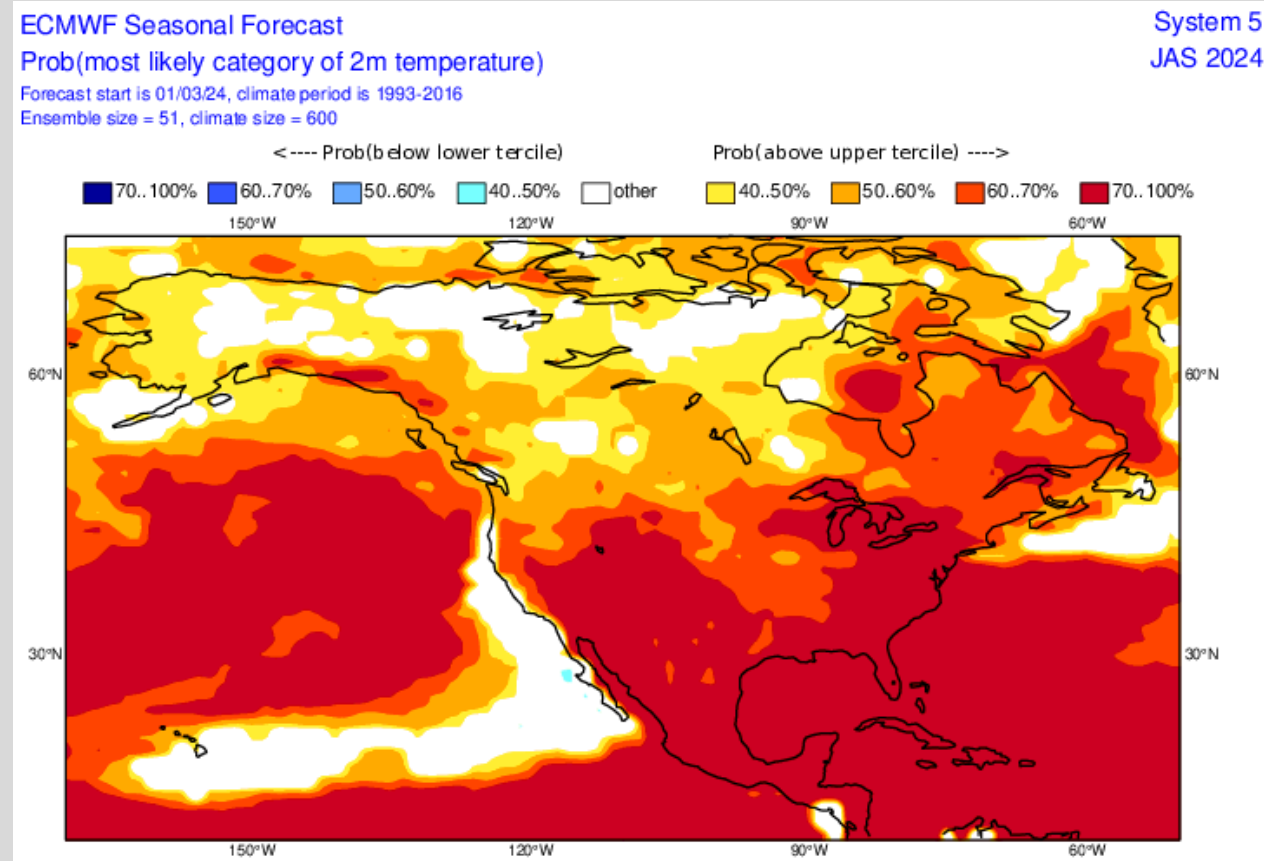 ECMWF Seasonal Forecast
System 5
Prob(most likely category of 2m temperature)
JAS 2024
Forecast start is 01/03/24, climate period is 1993-2016
Ensemble size = 51, climate size = 600
<---- Prob(below lower tercile)
Prob(above upper tercile) ---->
70..100% 60..70% 50..60% 40..50% other 40..50% 50..60% 60..70% 70..100%
150°W 120°W 90°W 60°W
60°N 60°N
30°N 30°N
150°W 120°W 90°W 60°W